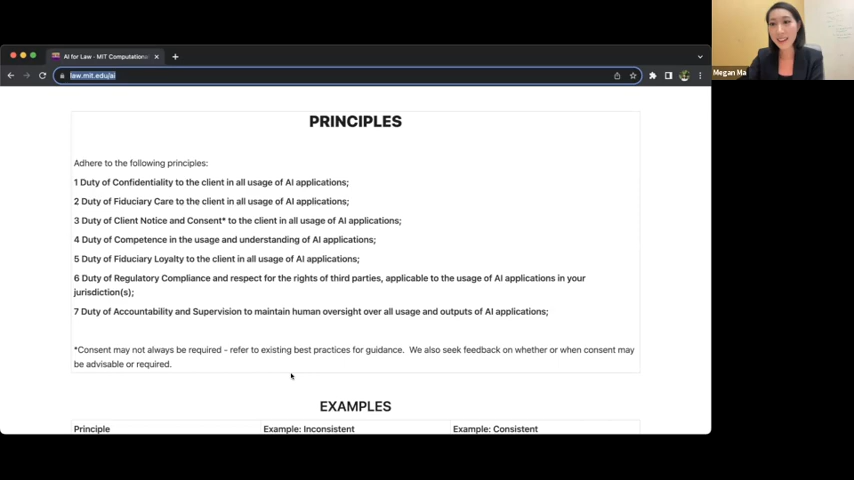 AI for Law - MIT Computationa
law.mit.edu/ai
Megan Ma
PRINCIPLES
Adhere to the following principles:
1 Duty of Confidentiality to the client in all usage of AI applications;
2 Duty of Fiduciary Care to the client in all usage of AI applications;
3 Duty of Client Notice and Consent* to the client in all usage of AI applications;
4 Duty of Competence in the usage and understanding of AI applications;
5 Duty of Fiduciary Loyalty to the client in all usage of AI applications;
6 Duty of Regulatory Compliance and respect for the rights of third parties, applicable to the usage of AI applications in your
jurisdiction(s);
7 Duty of Accountability and Supervision to maintain human oversight over all usage and outputs of AI applications;
*Consent may not always be required - refer to existing best practices for guidance. We also seek feedback on whether or when consent may
be advisable or required.
EXAMPLES
Principle
Example: Inconsistent
Example: Consistent